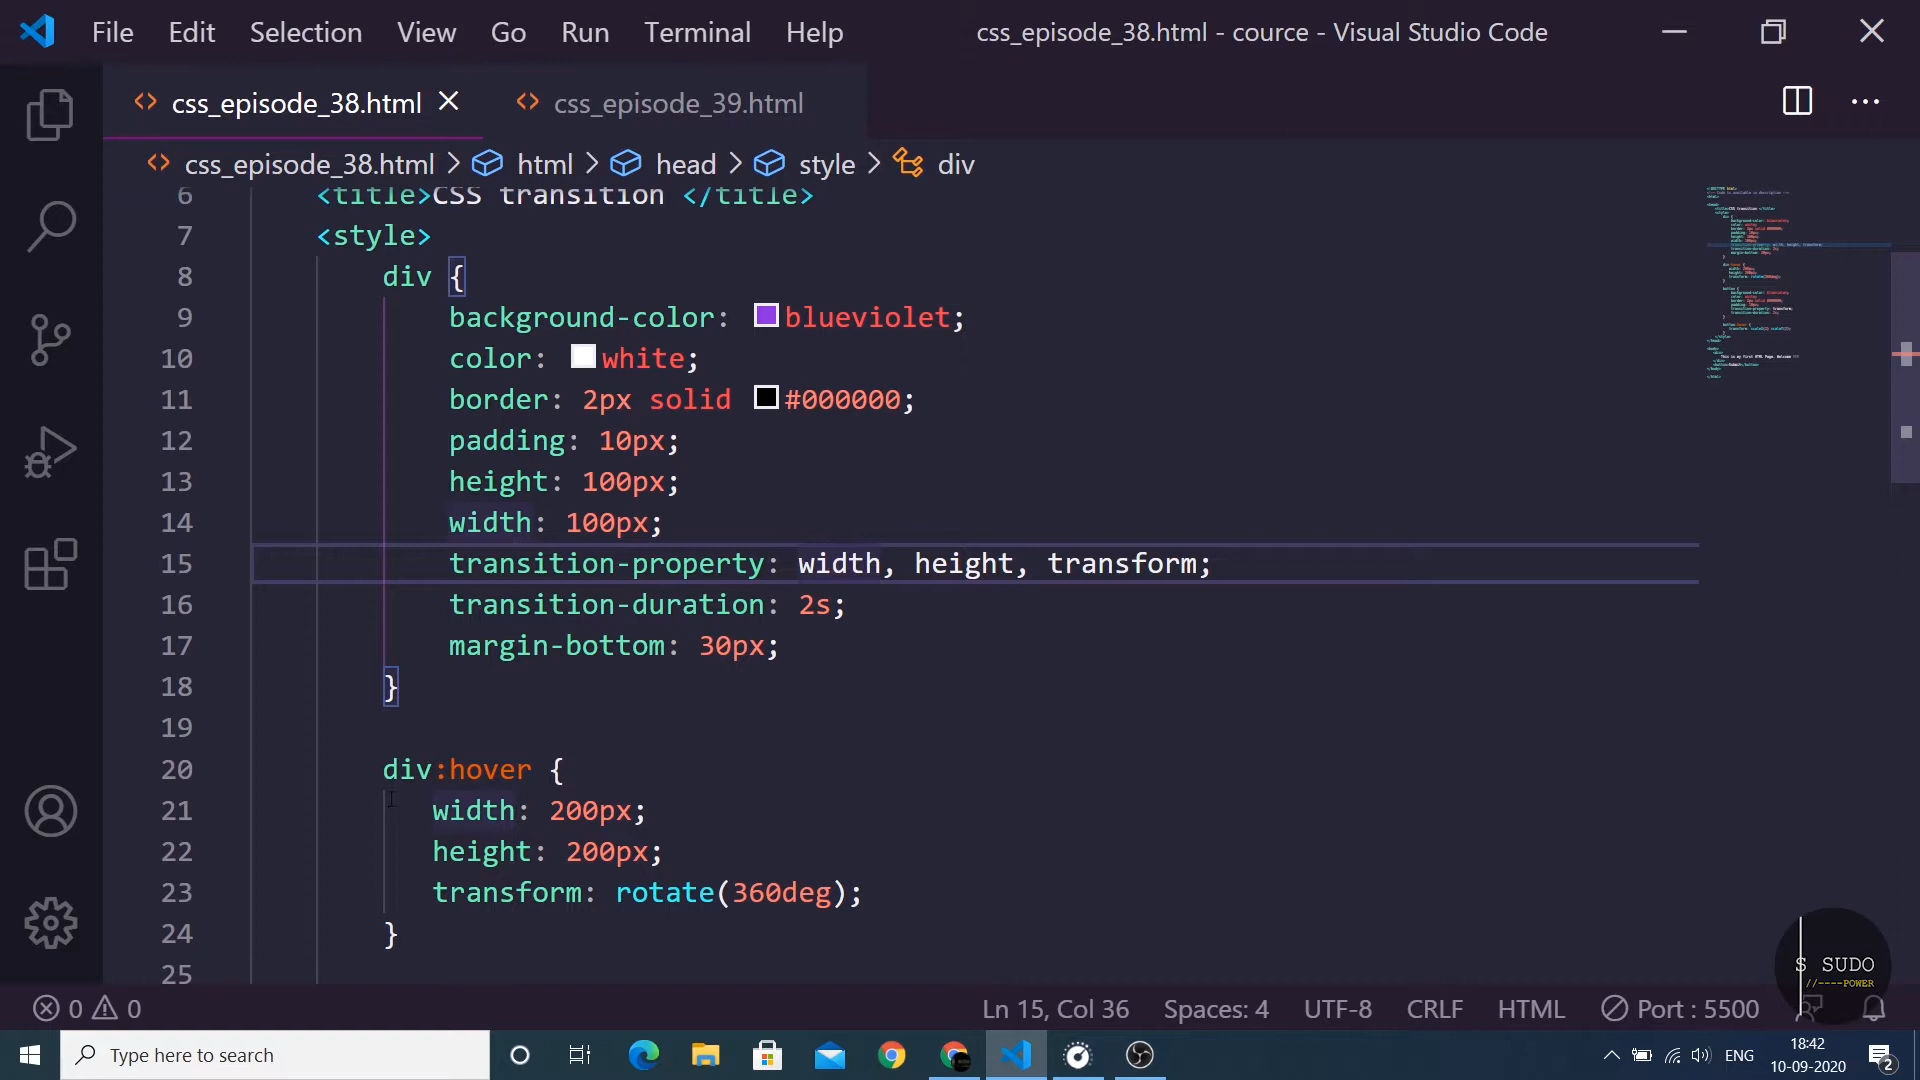 File Edit Selection View Go Run Terminal Help css_episode_38.html - cource - Visual Studio Code
css_episode_38.html css_episode_39.html
css_episode_38.html > html > head > style > div
6 <title>CSS transition </title>
7 <style>
8 div {
9 background-color: blueviolet;
10 color: white;
11 border: 2px solid #000000;
12 padding: 10px;
13 height: 100px;
14 width: 100px;
15 transition-property: width, height, transform;
16 transition-duration: 2s;
17 margin-bottom: 30px;
18 }
19
20 div:hover {
21 width: 200px;
22 height: 200px;
23 transform: rotate(360deg);
24 }
25
S SUDO
//----POWER
0 0 Ln 15, Col 36 Spaces: 4 UTF-8 CRLF HTML Port : 5500
Type here to search ENG 18:42
10-09-2020 2